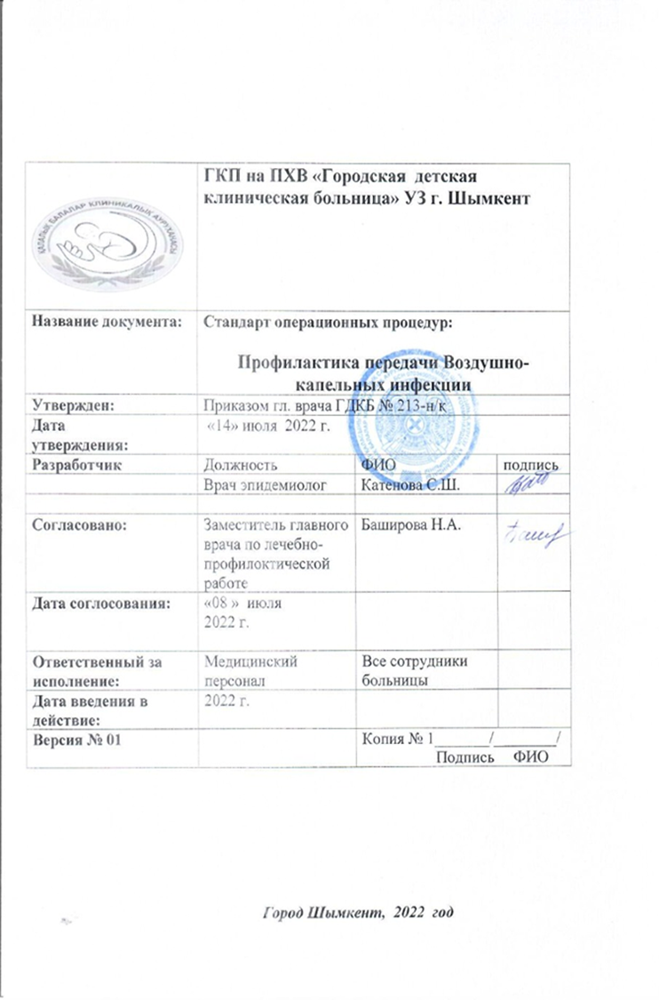 ҚАЛАЛЫҚ БАЛАЛАР КЛИНИКАЛЫҚ АУРУХАНАСЫ
ГКП на ПХВ «Городская детская
клиническая больница» УЗ г. Шымкент
Название документа:
Стандарт операционных процедур:
Профилактика передачи Воздушно-
капельных инфекции
Утвержден:
Приказом гл. врача ГДКБ № 213-н/к
Дата
утверждения:
«14» июля 2022 г.
Разработчик
Должность
ФИО
подпись
Врач эпидемиолог
Катенова С.Ш.
Согласовано:
Заместитель главного
врача по лечебно-
профилоктической
работе
Баширова Н.А.
Дата соглосования:
«08 » июля
2022 г.
Ответственный за
исполнение:
Медицинский
персонал
Все сотрудники
больницы
Дата введения в
действие:
2022 г.
Версия № 01
Копия № 1_______/________/
Подпись ФИО
Город Шымкент, 2022 год